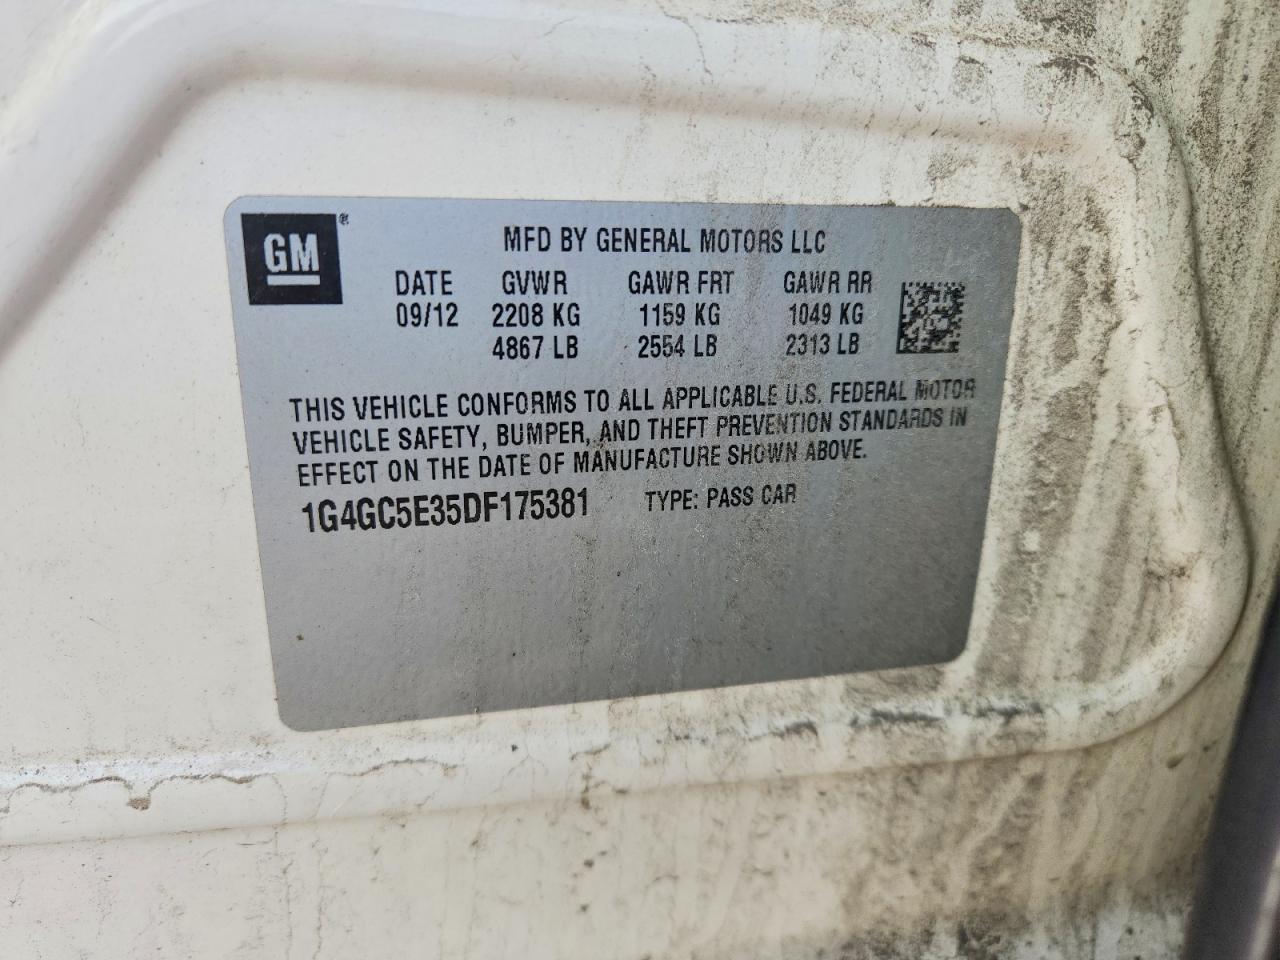 GM ®
MFD BY GENERAL MOTORS LLC
DATE GVWR GAWR FRT GAWR RR
09/12 2208 KG 1159 KG 1049 KG
4867 LB 2554 LB 2313 LB
THIS VEHICLE CONFORMS TO ALL APPLICABLE U.S. FEDERAL MOTOR
VEHICLE SAFETY, BUMPER, AND THEFT PREVENTION STANDARDS IN
EFFECT ON THE DATE OF MANUFACTURE SHOWN ABOVE.
1G4GC5E35DF175381 TYPE: PASS CAR